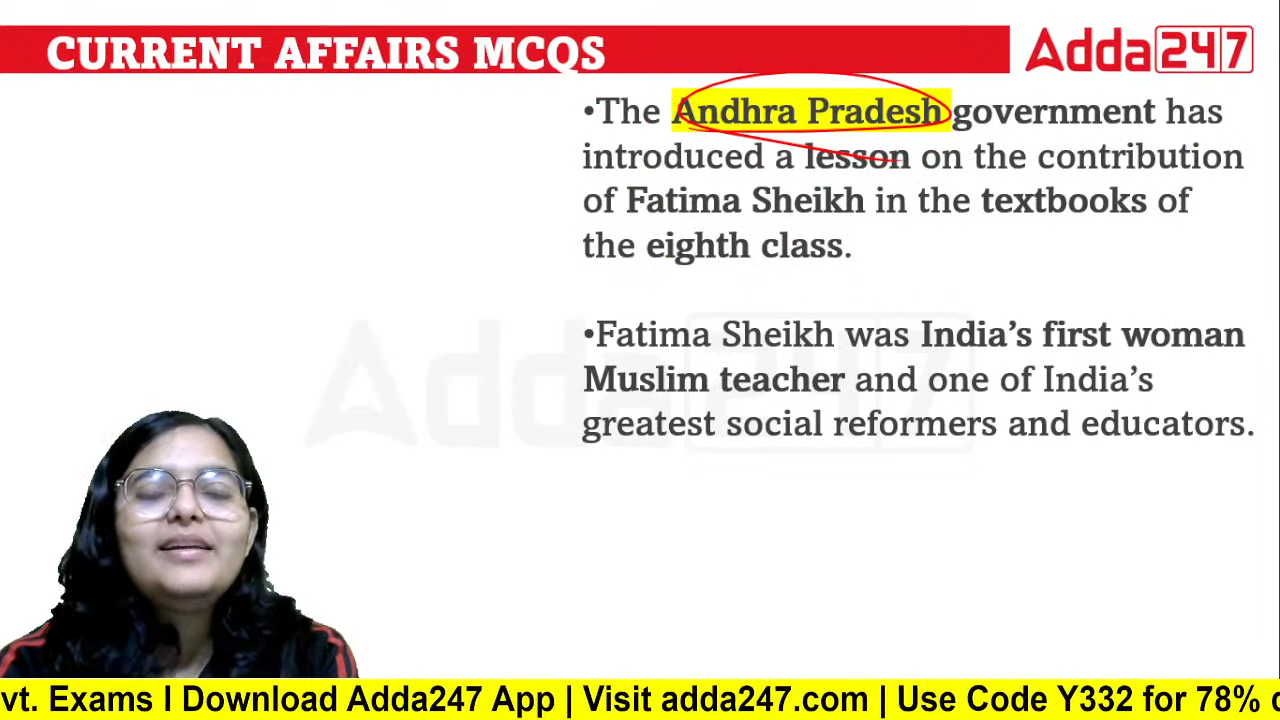 CURRENT AFFAIRS MCQS
Adda247
•The Andhra Pradesh government has
introduced a lesson on the contribution
of Fatima Sheikh in the textbooks of
the eighth class.
•Fatima Sheikh was India's first woman
Muslim teacher and one of India's
greatest social reformers and educators.
Adda247
vt. Exams I Download Adda247 App | Visit adda247.com | Use Code Y332 for 78% o